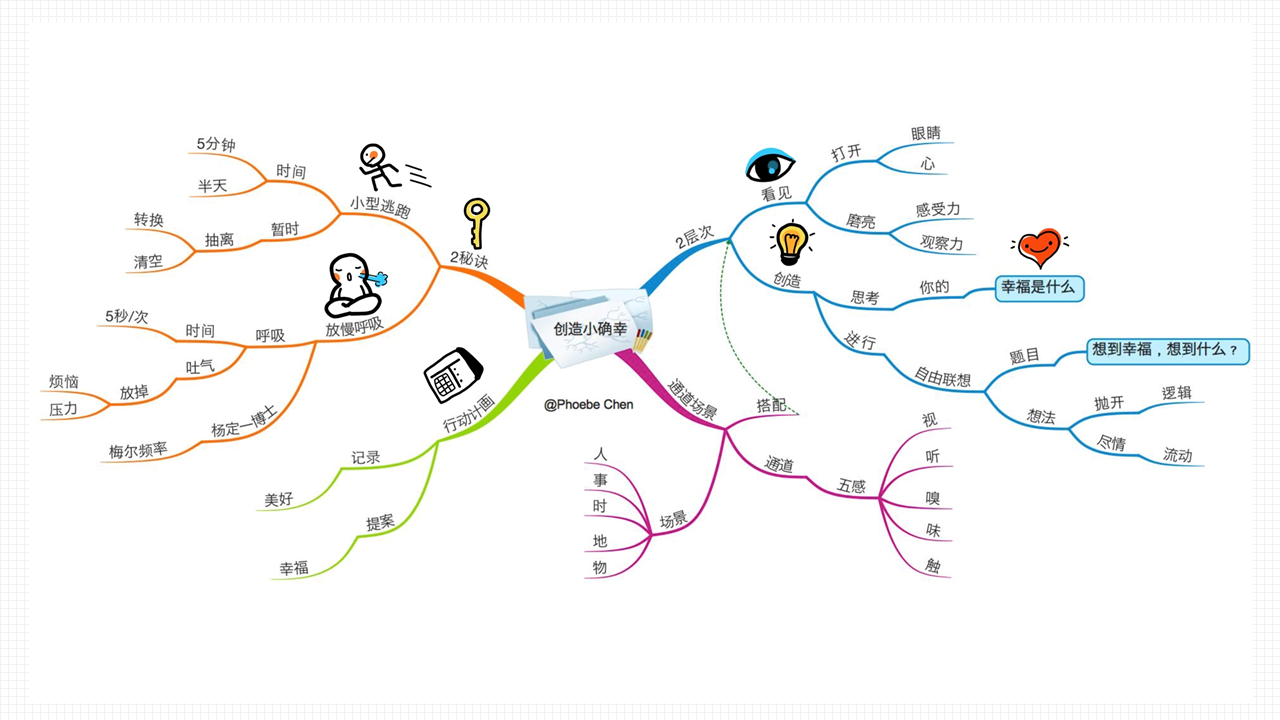 创造小确幸
@Phoebe Chen
2层次
看见
打开
眼睛
心
磨亮
感受力
观察力
创造
思考
你的
幸福是什么
进行
自由联想
题目
想到幸福，想到什么？
想法
抛开
逻辑
尽情
流动
通道场景
搭配
通道
五感
视
听
嗅
味
触
场景
人
事
时
地
物
行动计画
记录
美好
提案
幸福
2秘诀
小型逃跑
时间
5分钟
半天
暂时
抽离
转换
清空
放慢呼吸
呼吸
时间
5秒/次
吐气
放掉
烦恼
压力
杨定一博士
梅尔频率